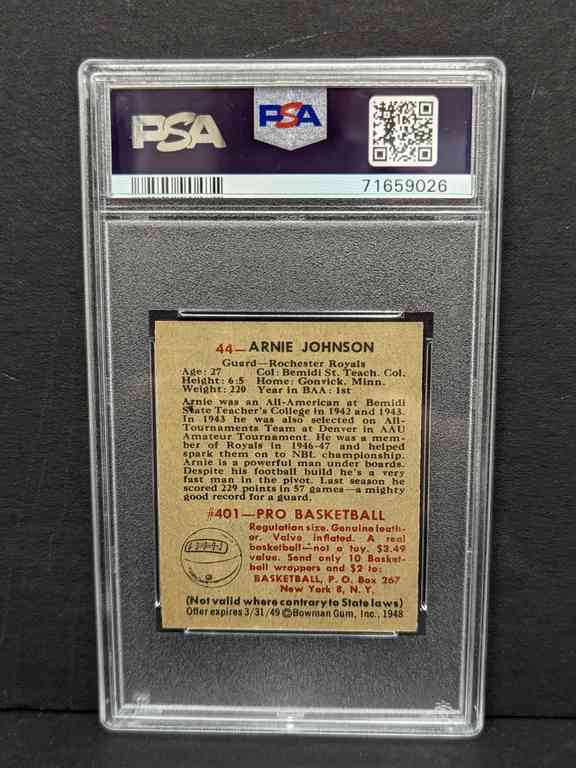 PSA
PSA
71659026
44—ARNIE JOHNSON
Guard—Rochester Royals
Age: 27 Col: Bemidi St. Teach. Col.
Height: 6:5 Home: Gonvick, Minn.
Weight: 220 Year in BAA: 1st
Arnie was an All-American at Bemidi
State Teacher's College in 1942 and 1943.
In 1943 he was also selected on All-
Tournaments Team at Denver in AAU
Amateur Tournament. He was a mem-
ber of Royals in 1946-47 and helped
spark them on to NBL championship.
Arnie is a powerful man under boards.
Despite his football build he's a very
fast man in the pivot. Last season he
scored 229 points in 57 games—a mighty
good record for a guard.
#401—PRO BASKETBALL
Regulation size. Genuine leath-
er. Valve inflated. A real
basketball—not a toy. $3.49
value. Send only 10 Basket-
ball wrappers and $2 to:
BASKETBALL, P. O. Box 267
New York 8, N. Y.
(Not valid where contrary to State laws)
Offer expires 3/31/49 ©Bowman Gum, Inc., 1948